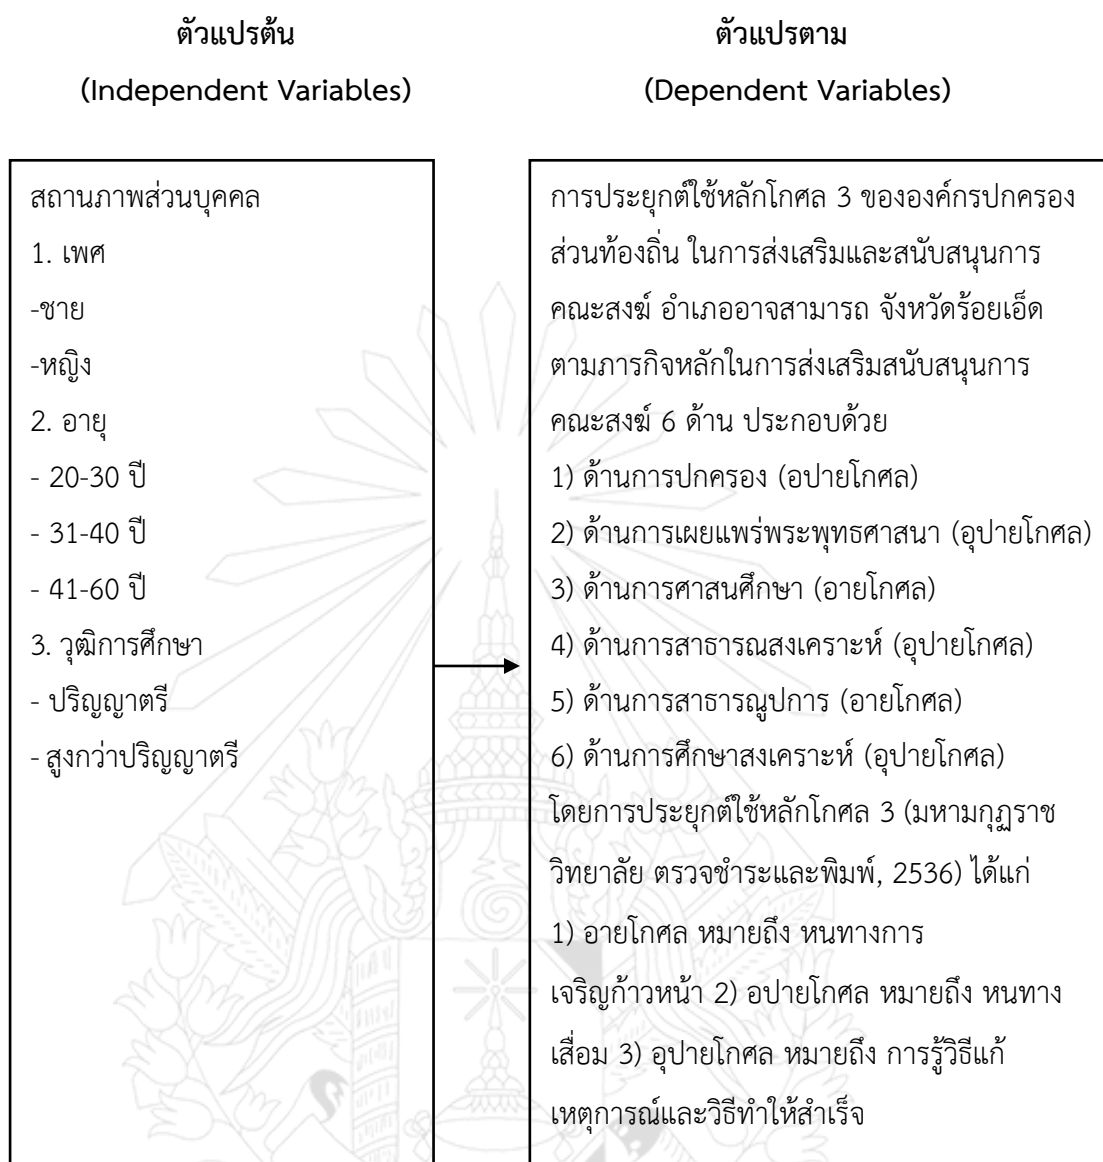 ตัวแปรต้น
(Independent Variables)
ตัวแปรตาม
(Dependent Variables)
สถานภาพส่วนบุคคล
1. เพศ
-ชาย
-หญิง
2. อายุ
- 20-30 ปี
- 31-40 ปี
- 41-60 ปี
3. วุฒิการศึกษา
- ปริญญาตรี
- สูงกว่าปริญญาตรี
การประยุกต์ใช้หลักโกศล 3 ขององค์กรปกครอง
ส่วนท้องถิ่น ในการส่งเสริมและสนับสนุนการ
คณะสงฆ์ อำเภออาจสามารถ จังหวัดร้อยเอ็ด
ตามภารกิจหลักในการส่งเสริมสนับสนุนการ
คณะสงฆ์ 6 ด้าน ประกอบด้วย
1) ด้านการปกครอง (อปายโกศล)
2) ด้านการเผยแพร่พระพุทธศาสนา (อุปายโกศล)
3) ด้านการศาสนศึกษา (อายโกศล)
4) ด้านการสาธารณสงเคราะห์ (อุปายโกศล)
5) ด้านการสาธารณูปการ (อายโกศล)
6) ด้านการศึกษาสงเคราะห์ (อุปายโกศล)
โดยการประยุกต์ใช้หลักโกศล 3 (มหามกุฏราช
วิทยาลัย ตรวจชำระและพิมพ์, 2536) ได้แก่
1) อายโกศล หมายถึง หนทางการ
เจริญก้าวหน้า 2) อปายโกศล หมายถึง หนทาง
เสื่อม 3) อุปายโกศล หมายถึง การรู้วิธีแก้
เหตุการณ์และวิธีทำให้สำเร็จ